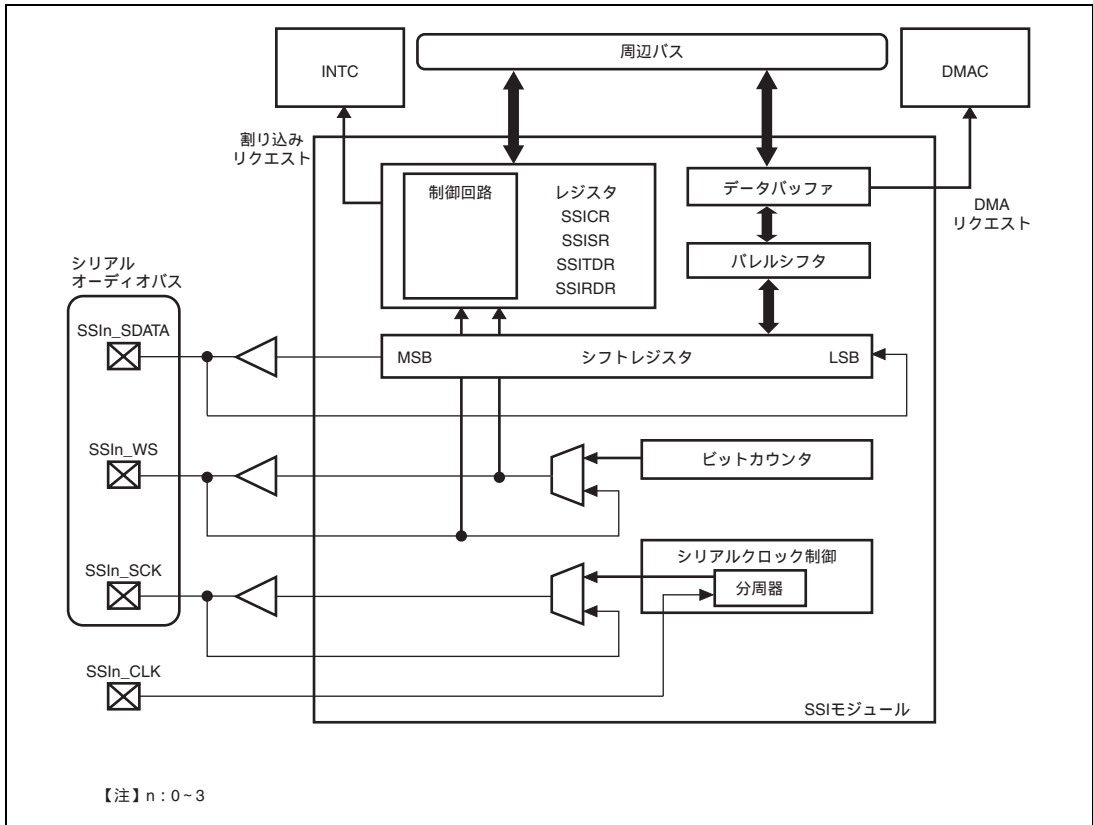 INTC
周辺バス
DMAC
割り込み
リクエスト
制御回路
レジスタ
SSICR
SSISR
SSITDR
SSIRDR
データバッファ
DMA
リクエスト
バレルシフタ
シリアル
オーディオバス
SSIn_SDATA
MSB
シフトレジスタ
LSB
SSIn_WS
ビットカウンタ
シリアルクロック制御
分周器
SSIn_SCK
SSIn_CLK
SSIモジュール
【注】n：0~3